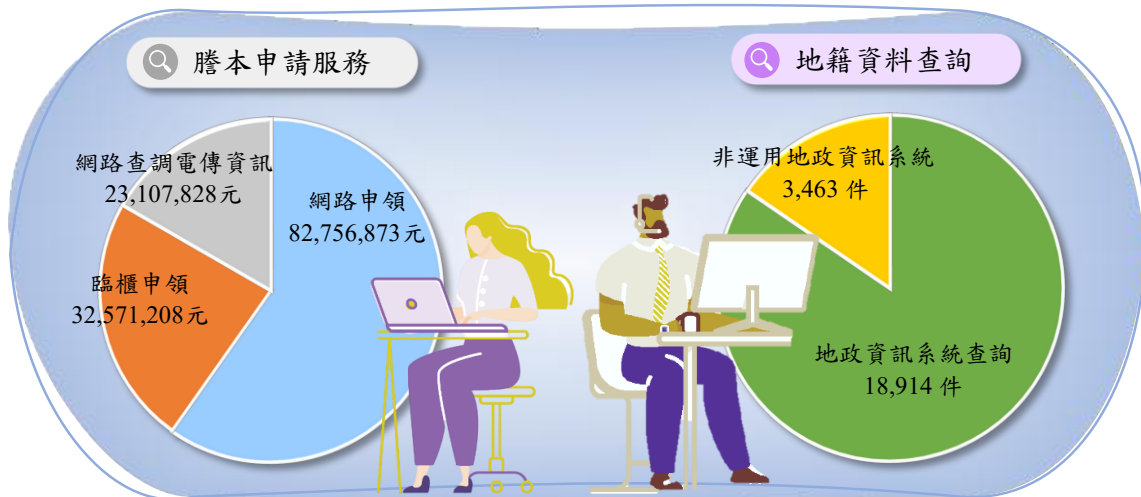 謄本申請服務
網路查調電傳資訊
23,107,828元
網路申領
82,756,873元
臨櫃申領
32,571,208元
地籍資料查詢
非運用地政資訊系統
3,463 件
地政資訊系統查詢
18,914 件